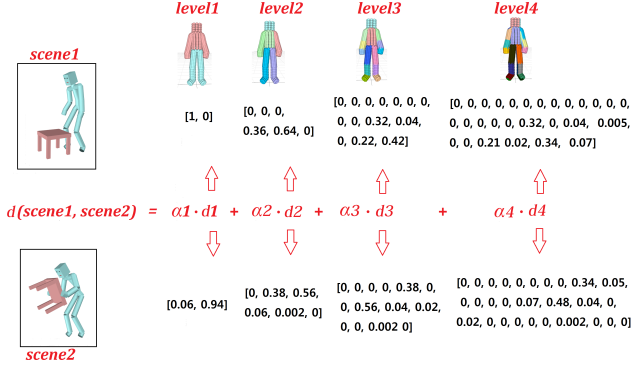 level1 level2 level3 level4
scene1
[1, 0]
[0, 0, 0,
0.36, 0.64, 0]
[0, 0, 0, 0, 0, 0, 0,
0, 0, 0.32, 0.04,
0, 0.22, 0.42]
[0, 0, 0, 0, 0, 0, 0, 0, 0, 0, 0, 0, 0,
0, 0, 0, 0, 0, 0.32, 0, 0.04, 0.005,
0, 0, 0.21 0.02, 0.34, 0.07]
d(scene1, scene2) = α1·d1 + α2·d2 + α3·d3 + α4·d4
[0.06, 0.94]
[0, 0.38, 0.56,
0.06, 0.002, 0]
[0, 0, 0, 0, 0.38, 0,
0, 0.56, 0.04, 0.02,
0, 0, 0.002 0]
[0, 0, 0, 0, 0, 0, 0, 0, 0.34, 0.05,
0, 0, 0, 0, 0.07, 0.48, 0.04, 0,
0.02, 0, 0, 0, 0, 0, 0.002, 0, 0, 0]
scene2